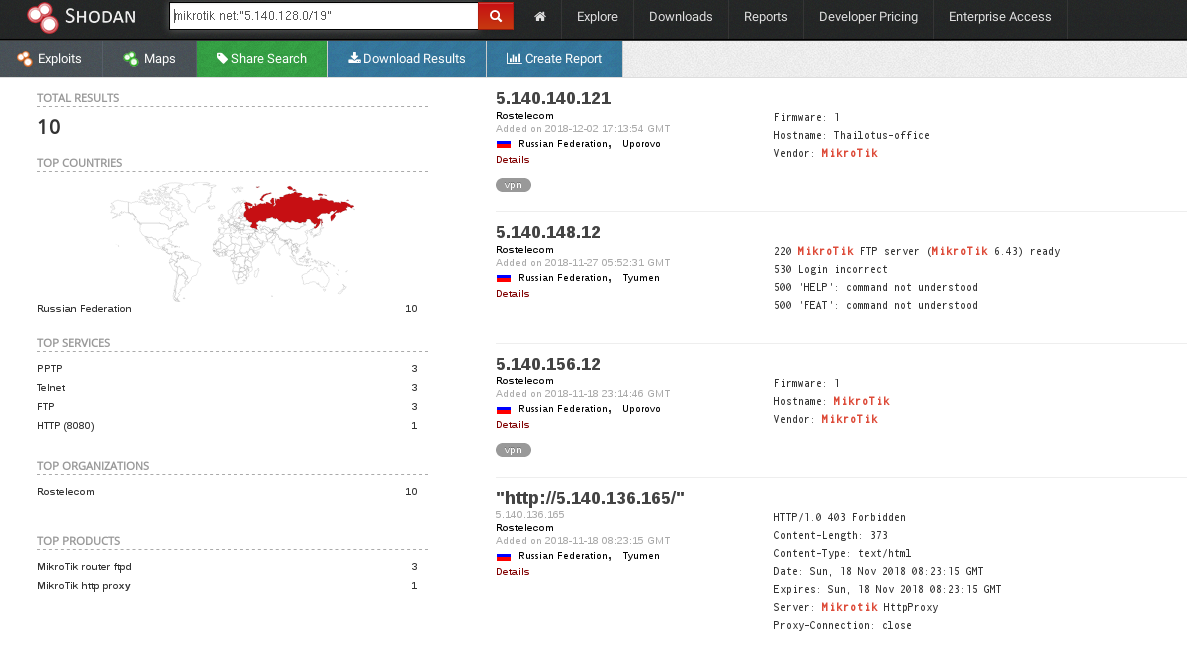 SHODAN
mikrotik net:"5.140.128.0/19"
Explore
Downloads
Reports
Developer Pricing
Enterprise Access
Exploits
Maps
Share Search
Download Results
Create Report
TOTAL RESULTS
10
TOP COUNTRIES
Russian Federation 10
TOP SERVICES
PPTP 3
Telnet 3
FTP 3
HTTP (8080) 1
TOP ORGANIZATIONS
Rostelecom 10
TOP PRODUCTS
MikroTik router ftpd 3
MikroTik http proxy 1
5.140.140.121
Rostelecom
Added on 2018-12-02 17:13:54 GMT
Russian Federation, Uporovo
Details
vpn
Firmware: 1
Hostname: Thailotus-office
Vendor: MikroTik
5.140.148.12
Rostelecom
Added on 2018-11-27 05:52:31 GMT
Russian Federation, Tyumen
Details
220 MikroTik FTP server (MikroTik 6.43) ready
530 Login incorrect
500 'HELP': command not understood
500 'FEAT': command not understood
5.140.156.12
Rostelecom
Added on 2018-11-18 23:14:46 GMT
Russian Federation, Uporovo
Details
vpn
Firmware: 1
Hostname: MikroTik
Vendor: MikroTik
"http://5.140.136.165/"
5.140.136.165
Rostelecom
Added on 2018-11-18 08:23:15 GMT
Russian Federation, Tyumen
Details
HTTP/1.0 403 Forbidden
Content-Length: 373
Content-Type: text/html
Date: Sun, 18 Nov 2018 08:23:15 GMT
Expires: Sun, 18 Nov 2018 08:23:15 GMT
Server: Mikrotik HttpProxy
Proxy-Connection: close